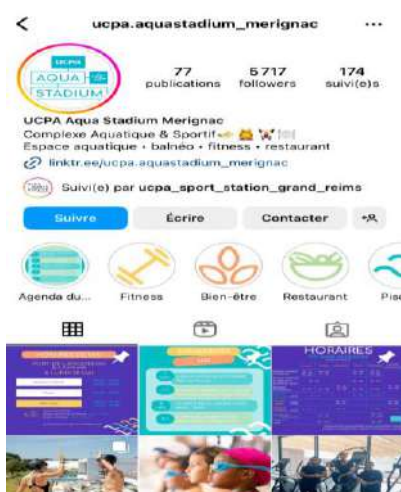 ucpa.aquastadium_merignac
UCPA
AQUA
STADIUM
77
publications
5 717
followers
174
suivi(e)s
UCPA Aqua Stadium Merignac
Complexe Aquatique & Sportif
Espace aquatique • balnéo • fitness • restaurant
linktr.ee/ucpa.aquastadium_merignac
Suivi(e) par ucpa_sport_station_grand_reims
Suivre
Écrire
Contacter
Agenda du...
Fitness
Bien-être
Restaurant
Pis
HORAIRES